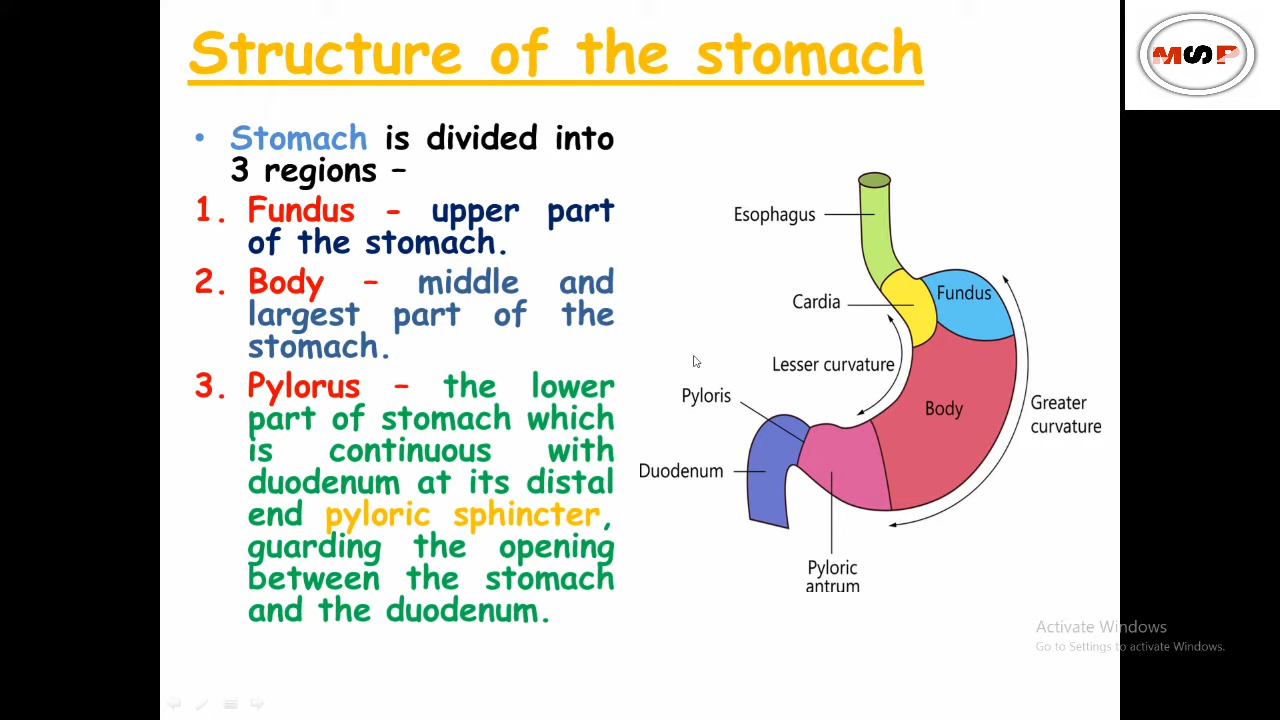 Structure of the stomach
MSP
• Stomach is divided into
3 regions –
1. Fundus - upper part
of the stomach.
2. Body – middle and
largest part of the
stomach.
3. Pylorus – the lower
part of stomach which
is continuous with
duodenum at its distal
end pyloric sphincter,
guarding the opening
between the stomach
and the duodenum.
Esophagus
Cardia
Fundus
Lesser curvature
Pyloris
Body
Greater
curvature
Duodenum
Pyloric
antrum
Activate Windows
Go to Settings to activate Windows.